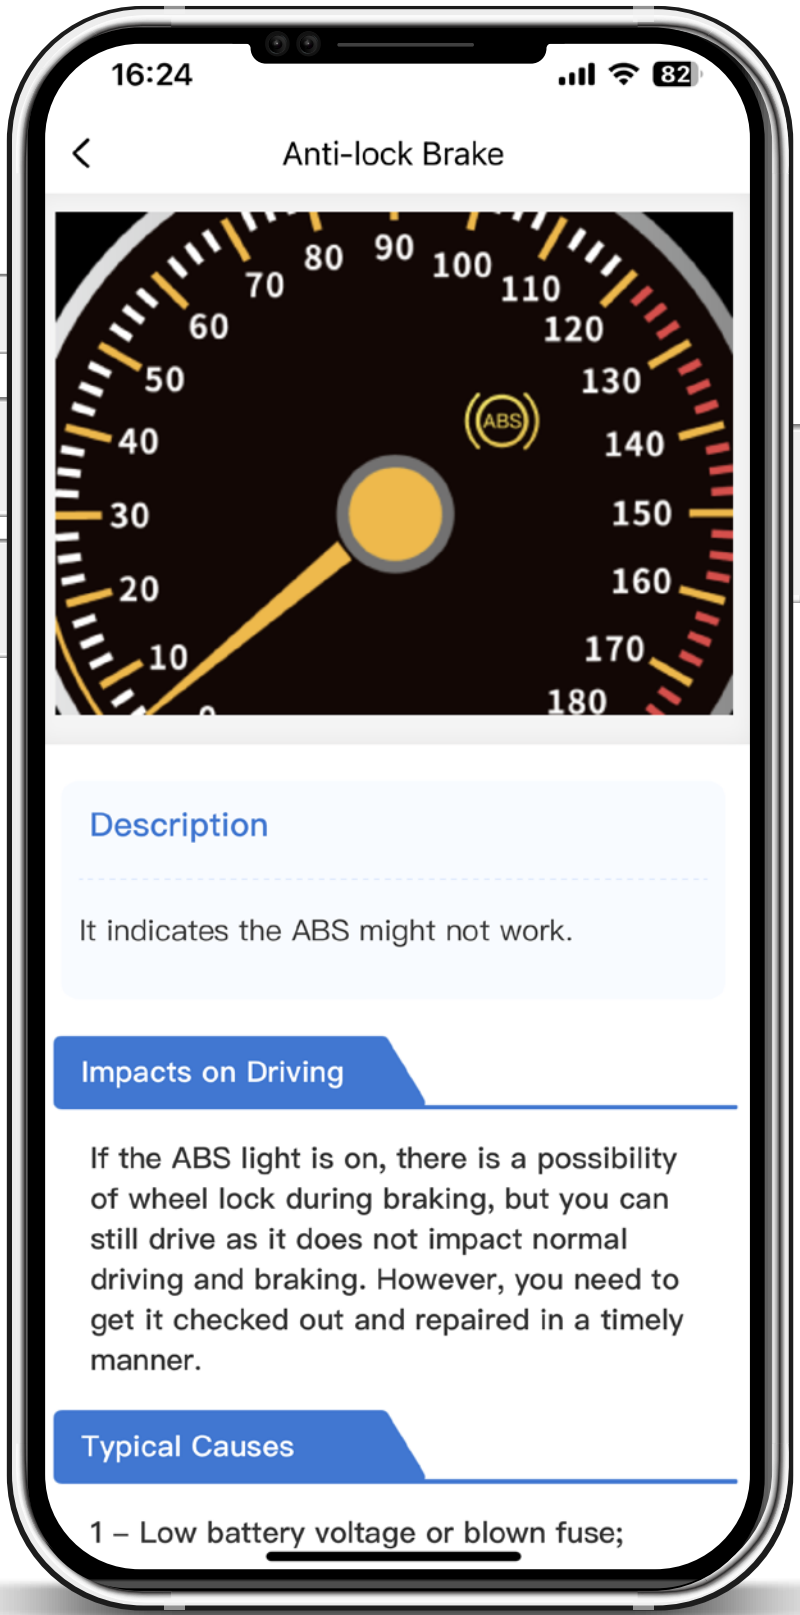 16:24
82
Anti-lock Brake
80
90
100
70
110
60
120
50
130
ABS
40
140
30
150
20
160
10
170
180
0
Description
It indicates the ABS might not work.
Impacts on Driving
If the ABS light is on, there is a possibility
of wheel lock during braking, but you can
still drive as it does not impact normal
driving and braking. However, you need to
get it checked out and repaired in a timely
manner.
Typical Causes
1 – Low battery voltage or blown fuse;